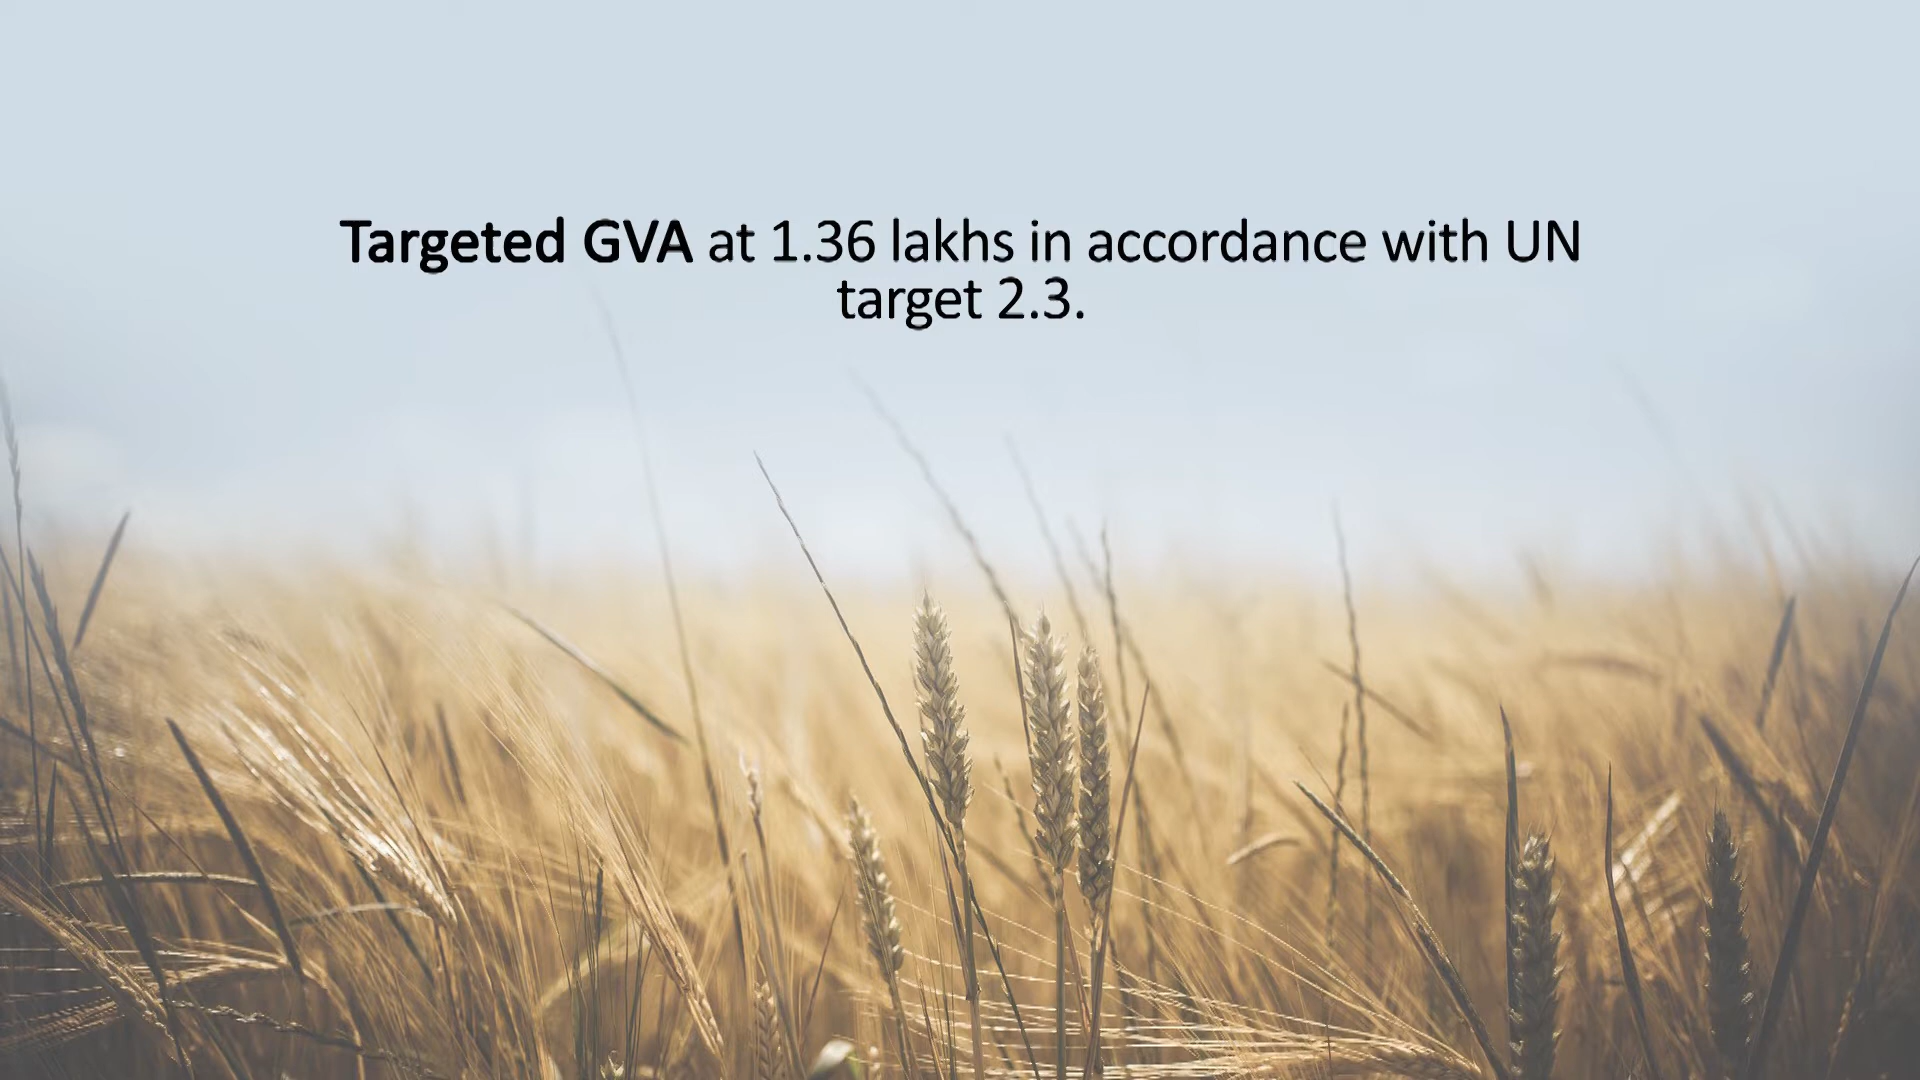 Targeted GVA at 1.36 lakhs in accordance with UN
target 2.3.